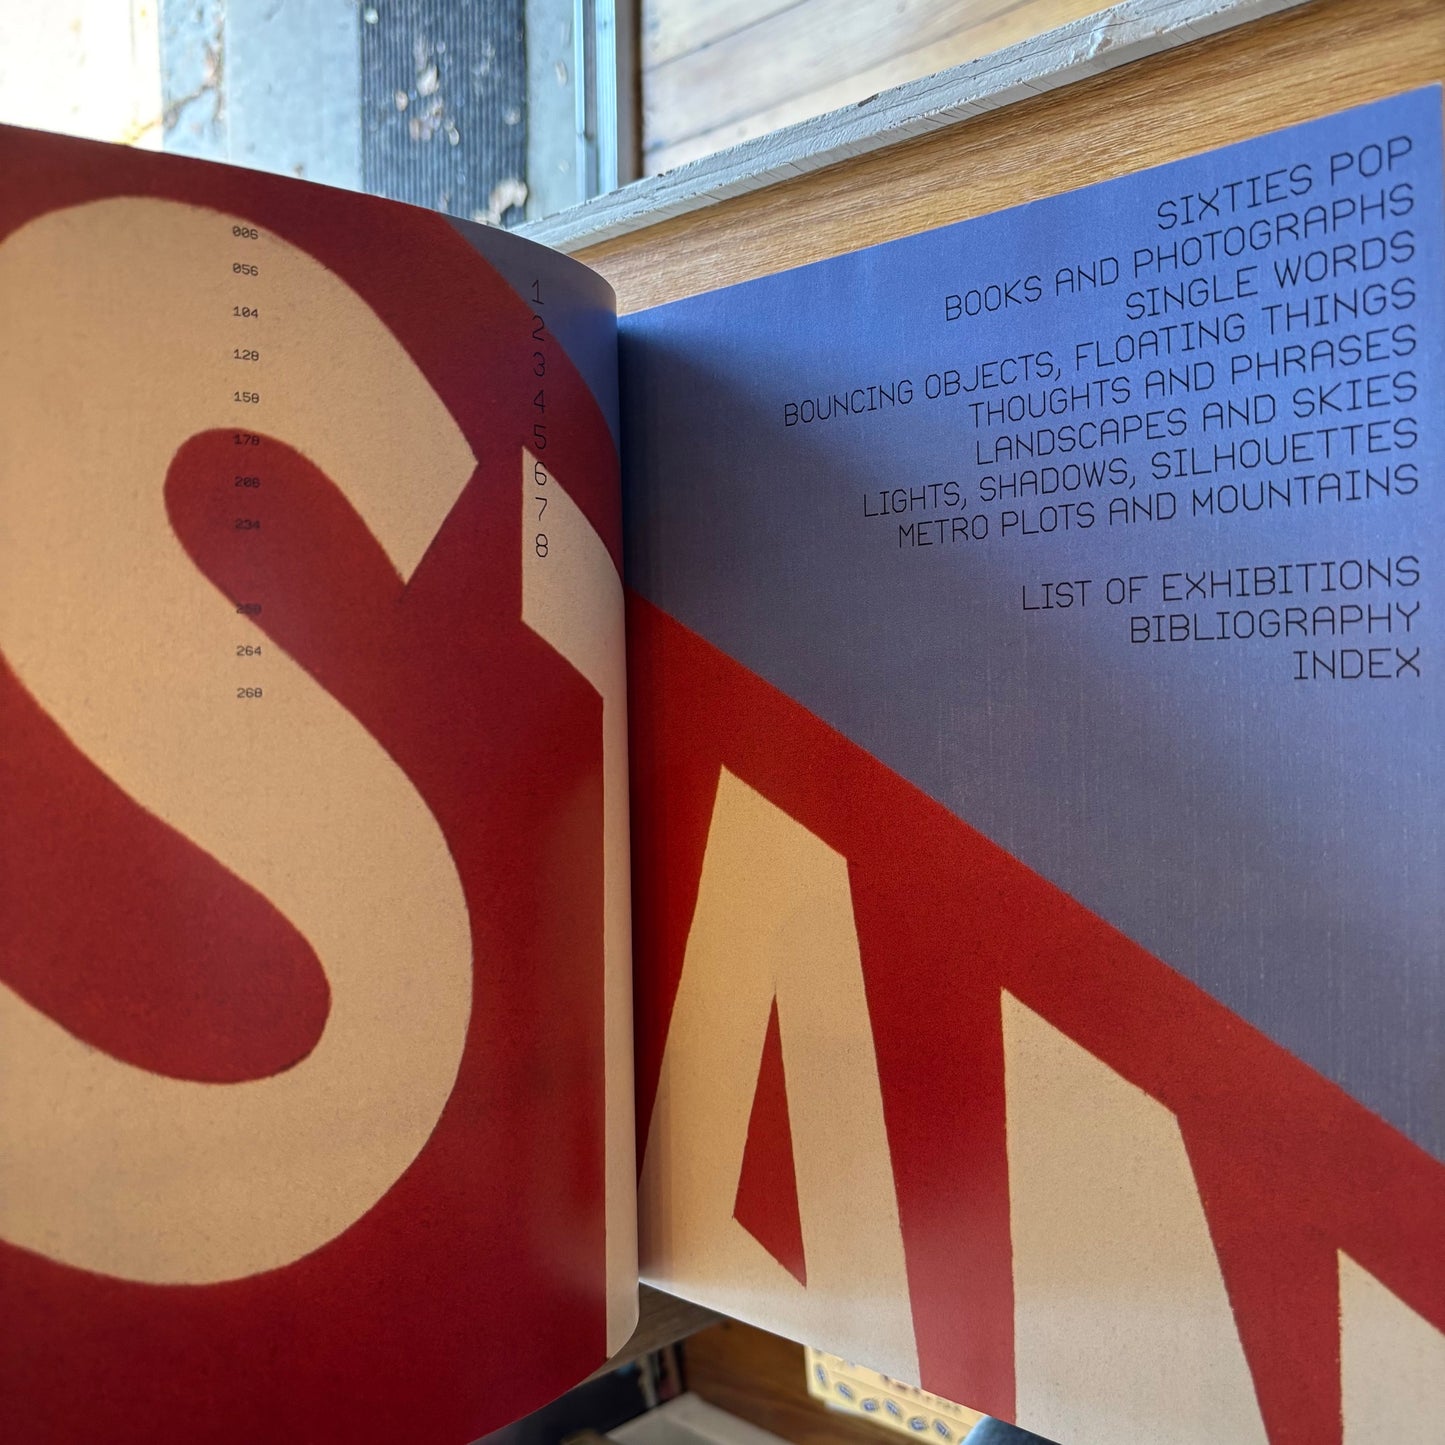 006
056
104
128
150
178
206
234
258
264
268
1
2
3
4
5
6
7
8
SIXTIES POP
BOOKS AND PHOTOGRAPHS
SINGLE WORDS
BOUNCING OBJECTS, FLOATING THINGS
THOUGHTS AND PHRASES
LANDSCAPES AND SKIES
LIGHTS, SHADOWS, SILHOUETTES
METRO PLOTS AND MOUNTAINS
LIST OF EXHIBITIONS
BIBLIOGRAPHY
INDEX
S